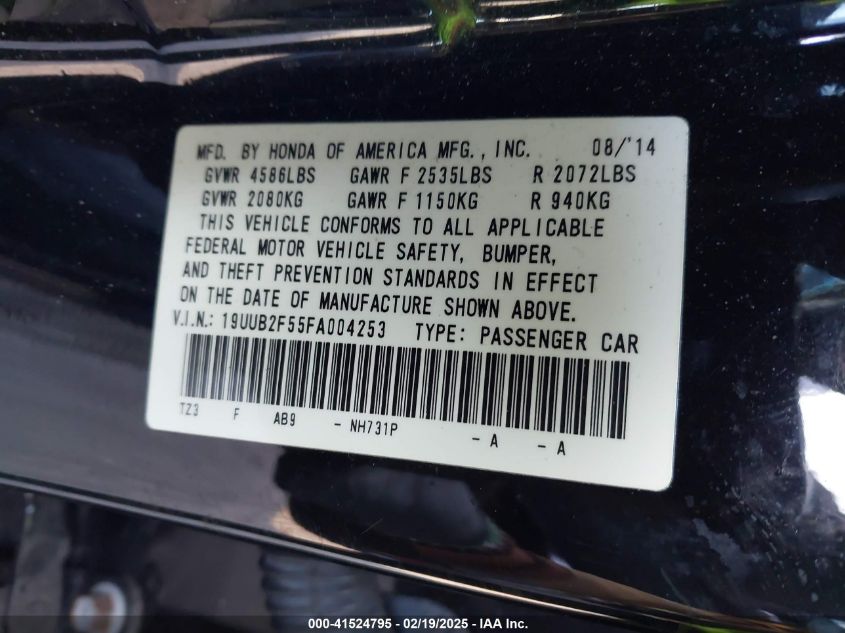 MFD. BY HONDA OF AMERICA MFG., INC. 08/'14
GVWR 4586LBS GAWR F 2535LBS R 2072LBS
GVWR 2080KG GAWR F 1150KG R 940KG
THIS VEHICLE CONFORMS TO ALL APPLICABLE
FEDERAL MOTOR VEHICLE SAFETY, BUMPER,
AND THEFT PREVENTION STANDARDS IN EFFECT
ON THE DATE OF MANUFACTURE SHOWN ABOVE.
V.I.N.: 19UUB2F55FA004253 TYPE: PASSENGER CAR
TZ3 F AB9 - NH731P - A - A
000-41524795 - 02/19/2025 - IAA Inc.